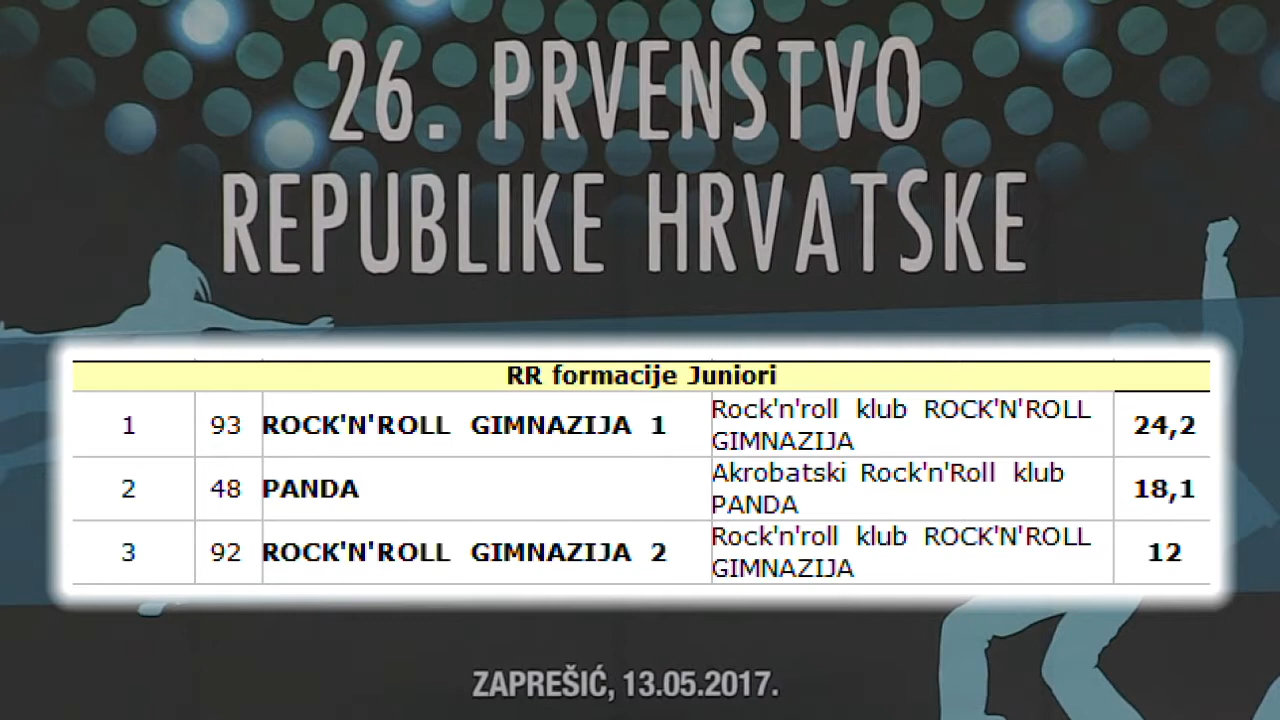 26. PRVENSTVO
REPUBLIKE HRVATSKE
RR formacije Juniori
1 93 ROCK'N'ROLL GIMNAZIJA 1 Rock'n'roll klub ROCK'N'ROLL GIMNAZIJA 24,2
2 48 PANDA Akrobatski Rock'n'Roll klub PANDA 18,1
3 92 ROCK'N'ROLL GIMNAZIJA 2 Rock'n'roll klub ROCK'N'ROLL GIMNAZIJA 12
ZAPREŠIĆ, 13.05.2017.